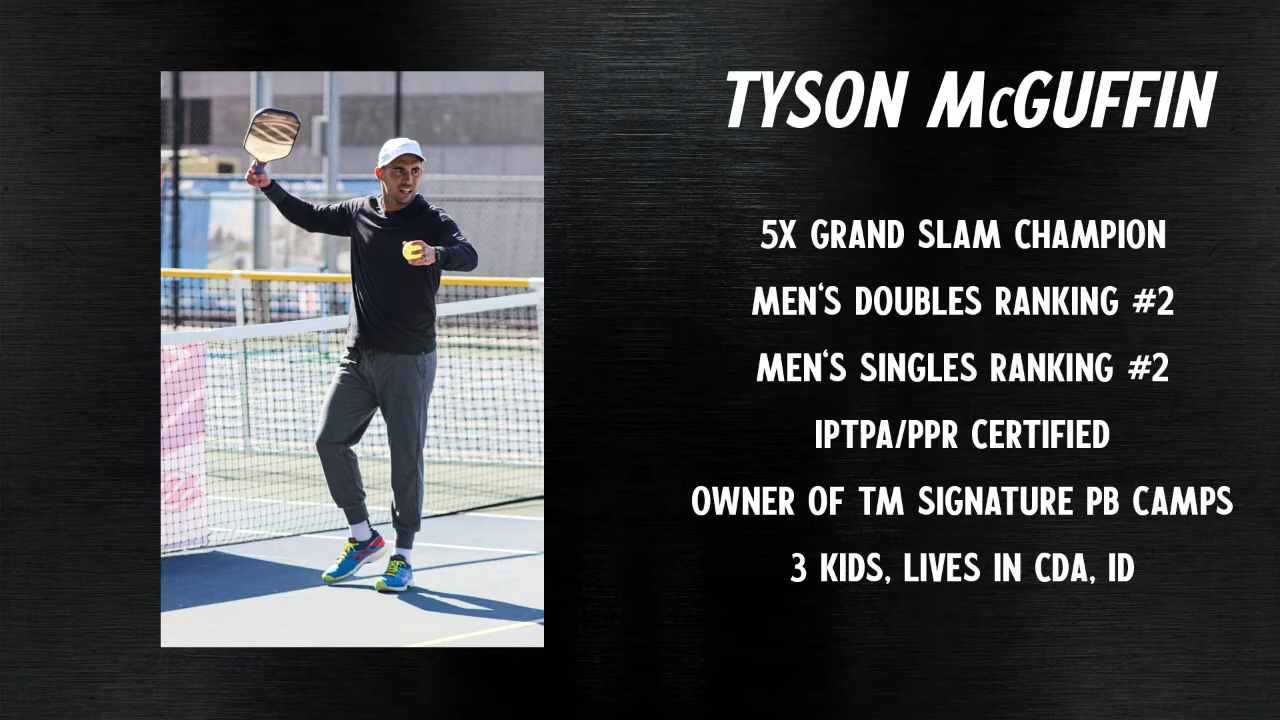 TYSON McGUFFIN
5X GRAND SLAM CHAMPION
MEN'S DOUBLES RANKING #2
MEN'S SINGLES RANKING #2
IPTPA/PPR CERTIFIED
OWNER OF TM SIGNATURE PB CAMPS
3 KIDS, LIVES IN CDA, ID